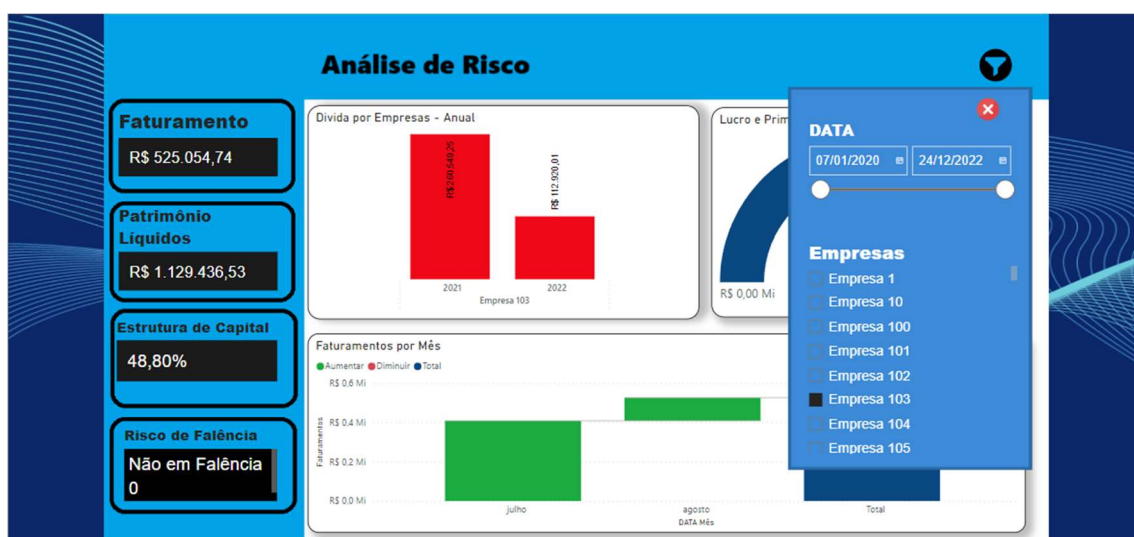 Análise de Risco
Faturamento
R$ 525.054,74
Patrimônio
Líquidos
R$ 1.129.436,53
Estrutura de Capital
48,80%
Risco de Falência
Não em Falência
0
Divida por Empresas - Anual
R$ 112.920,01
2021
2022
Empresa 103
Lucro e Prim
R$ 0,00 Mi
Faturamentos por Mês
Aumentar Diminuir Total
R$ 0,6 Mi
R$ 0,4 Mi
R$ 0,2 Mi
R$ 0,0 Mi
Faturamentos
julho
agosto
Total
DATA Mês
DATA
07/01/2020
24/12/2022
Empresas
Empresa 1
Empresa 10
Empresa 100
Empresa 101
Empresa 102
Empresa 103
Empresa 104
Empresa 105